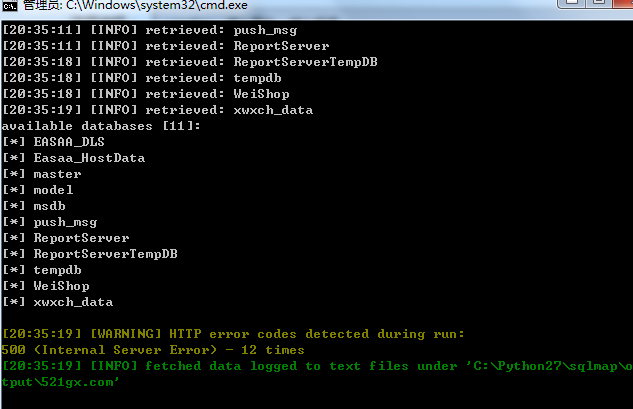 管理员: C:\Windows\system32\cmd.exe
[20:35:11] [INFO] retrieved: push_msg
[20:35:11] [INFO] retrieved: ReportServer
[20:35:18] [INFO] retrieved: ReportServerTempDB
[20:35:18] [INFO] retrieved: tempdb
[20:35:18] [INFO] retrieved: WeiShop
[20:35:19] [INFO] retrieved: xwxch_data
available databases [11]:
[*] EASAA_DLS
[*] Easaa_HostData
[*] master
[*] model
[*] msdb
[*] push_msg
[*] ReportServer
[*] ReportServerTempDB
[*] tempdb
[*] WeiShop
[*] xwxch_data
[20:35:19] [WARNING] HTTP error codes detected during run:
500 (Internal Server Error) - 12 times
[20:35:19] [INFO] fetched data logged to text files under 'C:\Python27\sqlmap\o
tput\521gx.com'